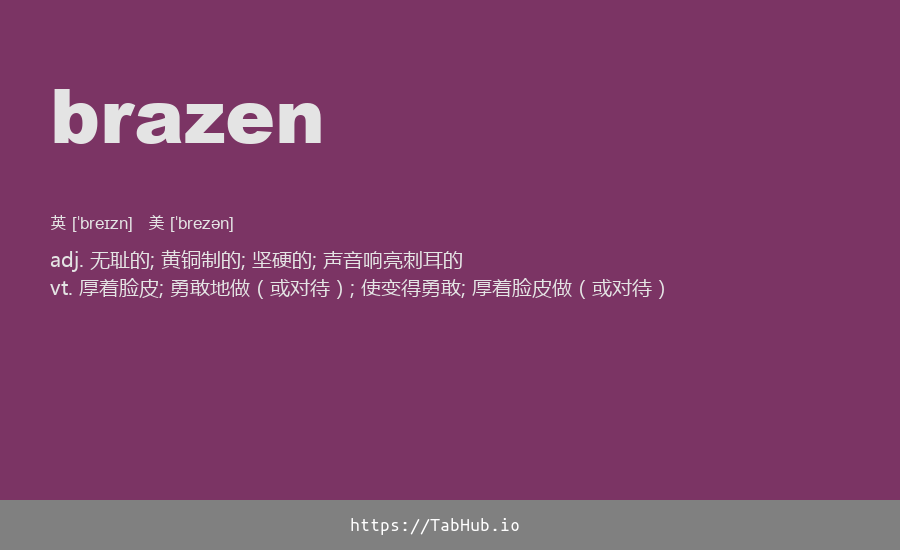 brazen
英 [ˈbreɪzn] 美 [ˈbrezən]
adj. 无耻的; 黄铜制的; 坚硬的; 声音响亮刺耳的
vt. 厚着脸皮; 勇敢地做（或对待）; 使变得勇敢; 厚着脸皮做（或对待）
https://TabHub.io